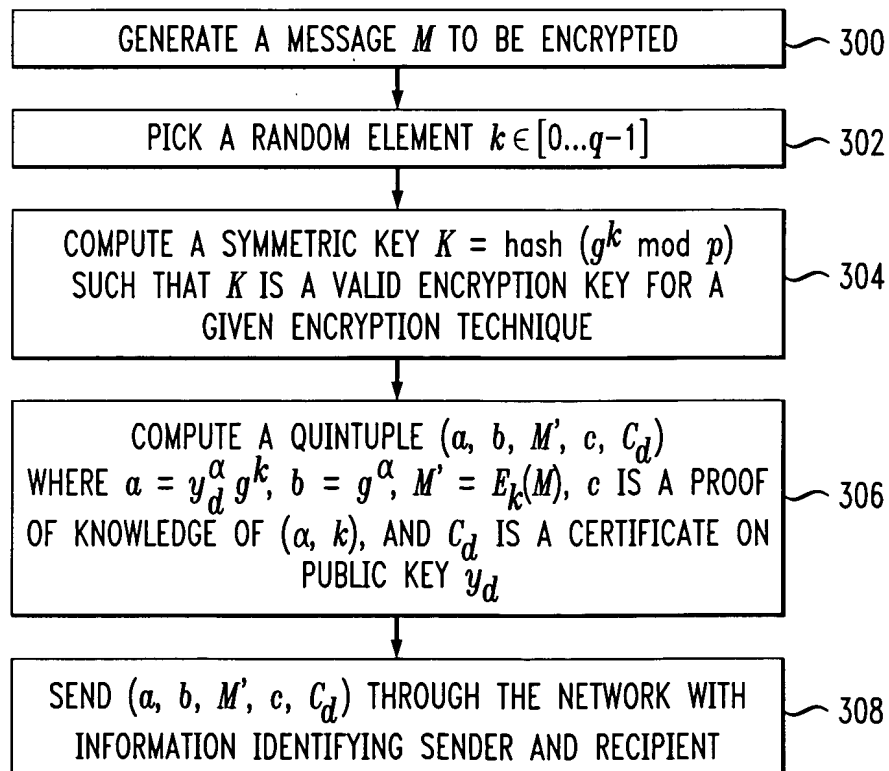 GENERATE A MESSAGE M TO BE ENCRYPTED
300
PICK A RANDOM ELEMENT k ∈ [0...q−1]
302
COMPUTE A SYMMETRIC KEY K = hash (g^k mod p)
SUCH THAT K IS A VALID ENCRYPTION KEY FOR A
GIVEN ENCRYPTION TECHNIQUE
304
COMPUTE A QUINTUPLE (a, b, M', c, C_d)
WHERE a = y_d^α g^k, b = g^α, M' = E_k(M), c IS A PROOF
OF KNOWLEDGE OF (α, k), AND C_d IS A CERTIFICATE ON
PUBLIC KEY y_d
306
SEND (a, b, M', c, C_d) THROUGH THE NETWORK WITH
INFORMATION IDENTIFYING SENDER AND RECIPIENT
308